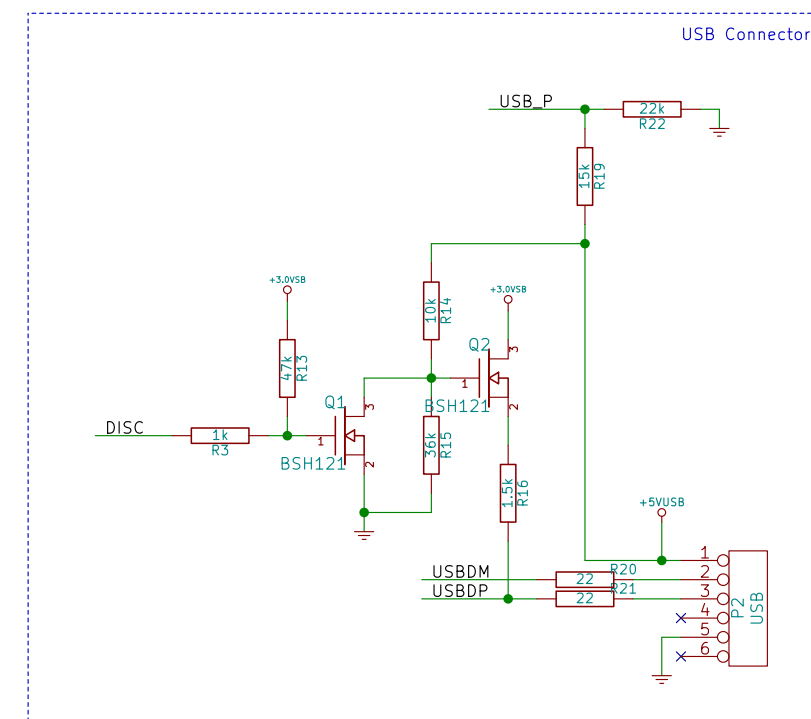 USB Connector
USB_P
22k
R22
15k
R19
+3.0VSB
+3.0VSB
10k
R14
Q2
3
1
2
BSH121
47k
R13
Q1
3
1
2
BSH121
DISC
1k
R3
36k
R15
1.5k
R16
+5VUSB
USBDM
22
R20
USBDP
22
R21
1
2
3
4
5
6
P2
USB